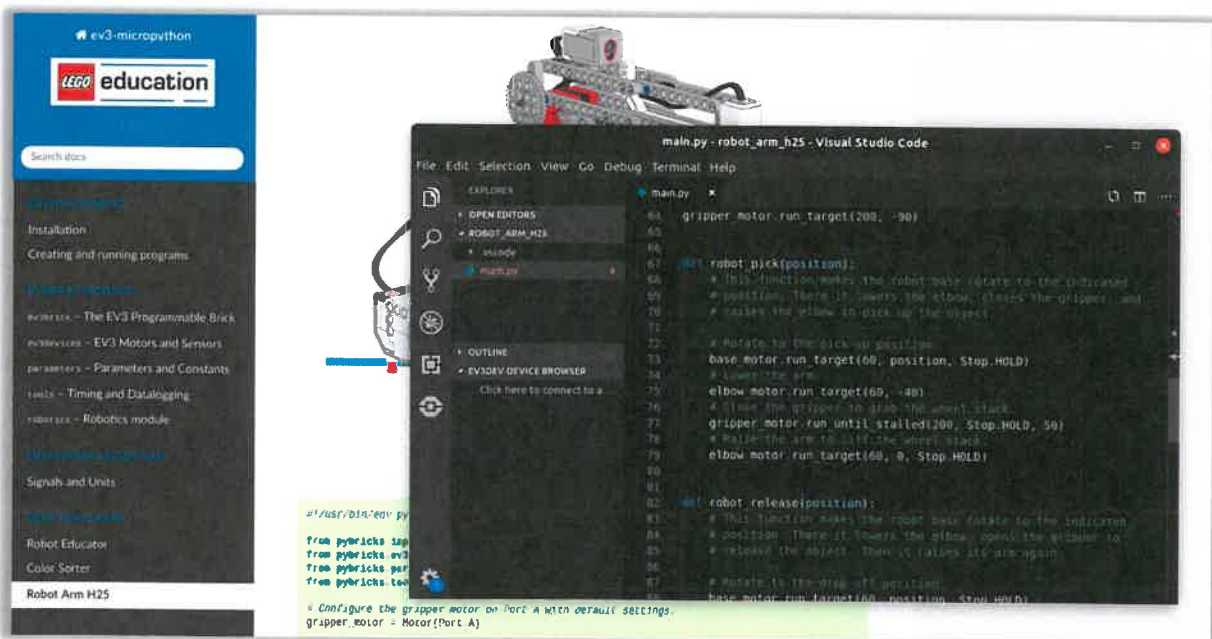 ev3-micropython
LEGO education
Search docs
Installation
Creating and running programs
The EV3 Programmable Brick
EV3 Motors and Sensors
parameters – Parameters and Constants
tools – Timing and Datalogging
robotics – Robotics module
Signals and Units
Robot Educator
Color Sorter
Robot Arm H25
#!/usr/bin/env py
from pybricks imp
from pybricks.ev3
from pybricks.par
from pybricks.too
# Configure the gripper motor on Port A with default settings.
gripper_motor = Motor(Port.A)
main.py - robot_arm_h25 - Visual Studio Code
File Edit Selection View Go Debug Terminal Help
EXPLORER
OPEN EDITORS
ROBOT_ARM_H25
.vscode
main.py
OUTLINE
EV3DEV DEVICE BROWSER
Click here to connect to a
main.py
64 gripper_motor.run_target(200, -90)
65
66
67 def robot_pick(position):
68 # This function makes the robot base rotate to the indicated
69 # position. There it lowers the elbow, closes the gripper, and
70 # raises the elbow to pick up the object.
71
72 # Rotate to the pick-up position.
73 base_motor.run_target(60, position, Stop.HOLD)
74 # Lower the arm.
75 elbow_motor.run_target(60, -40)
76 # Close the gripper to grab the wheel stack.
77 gripper_motor.run_until_stalled(200, Stop.HOLD, 50)
78 # Raise the arm to lift the wheel stack.
79 elbow_motor.run_target(60, 0, Stop.HOLD)
80
81
82 def robot_release(position):
83 # This function makes the robot base rotate to the indicated
84 # position. There it lowers the elbow, opens the gripper to
85 # release the object. Then it raises its arm again.
86
87 # Rotate to the drop-off position.
base_motor.run_target(60, position, Stop.HOLD)